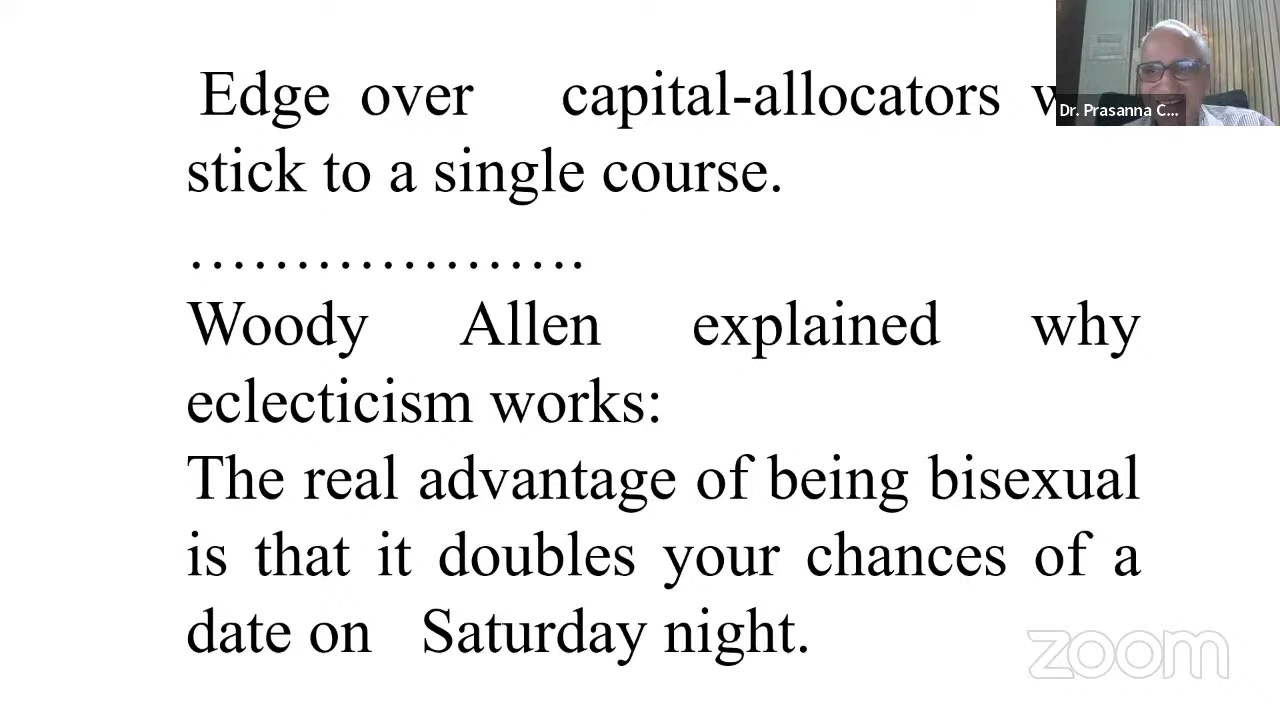 Edge over capital-allocators
Dr. Prasanna C...
stick to a single course.
……………….
Woody Allen explained why
eclecticism works:
The real advantage of being bisexual
is that it doubles your chances of a
date on Saturday night.
zoom